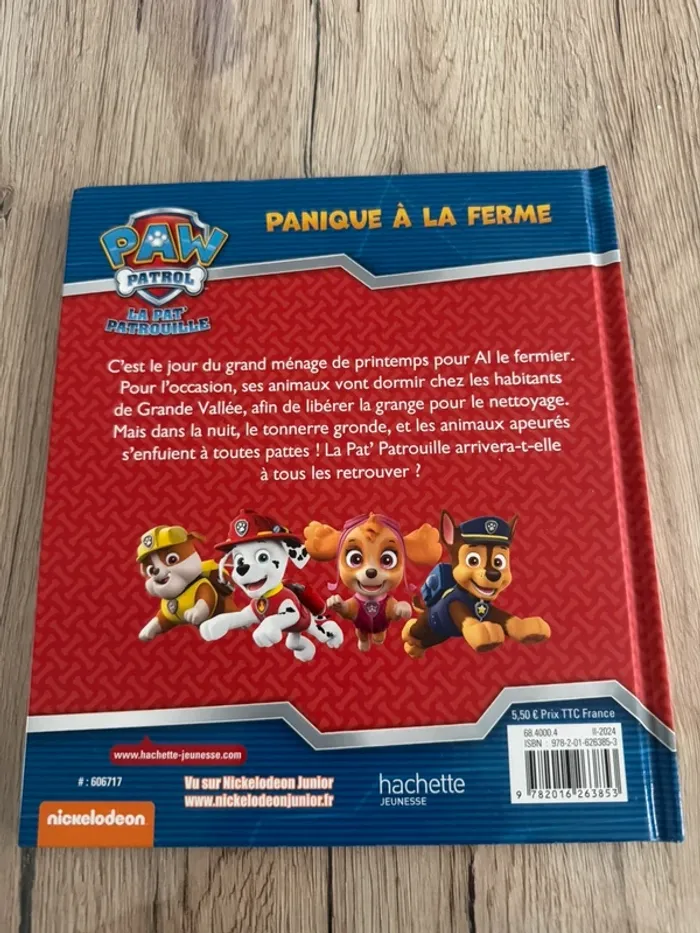 PANIQUE À LA FERME
PAW
PATROL
LA PAT'
PATROUILLE
C'est le jour du grand ménage de printemps pour Al le fermier.
Pour l'occasion, ses animaux vont dormir chez les habitants
de Grande Vallée, afin de libérer la grange pour le nettoyage.
Mais dans la nuit, le tonnerre gronde, et les animaux apeurés
s'enfuient à toutes pattes ! La Pat' Patrouille arrivera-t-elle
à tous les retrouver ?
5,50 € Prix TTC France
68.4000.4 II-2024
ISBN : 978-2-01-626385-3
9 782016 263853
www.hachette-jeunesse.com
# : 606717
Vu sur Nickelodeon Junior
www.nickelodeonjunior.fr
hachette
JEUNESSE
nickelodeon